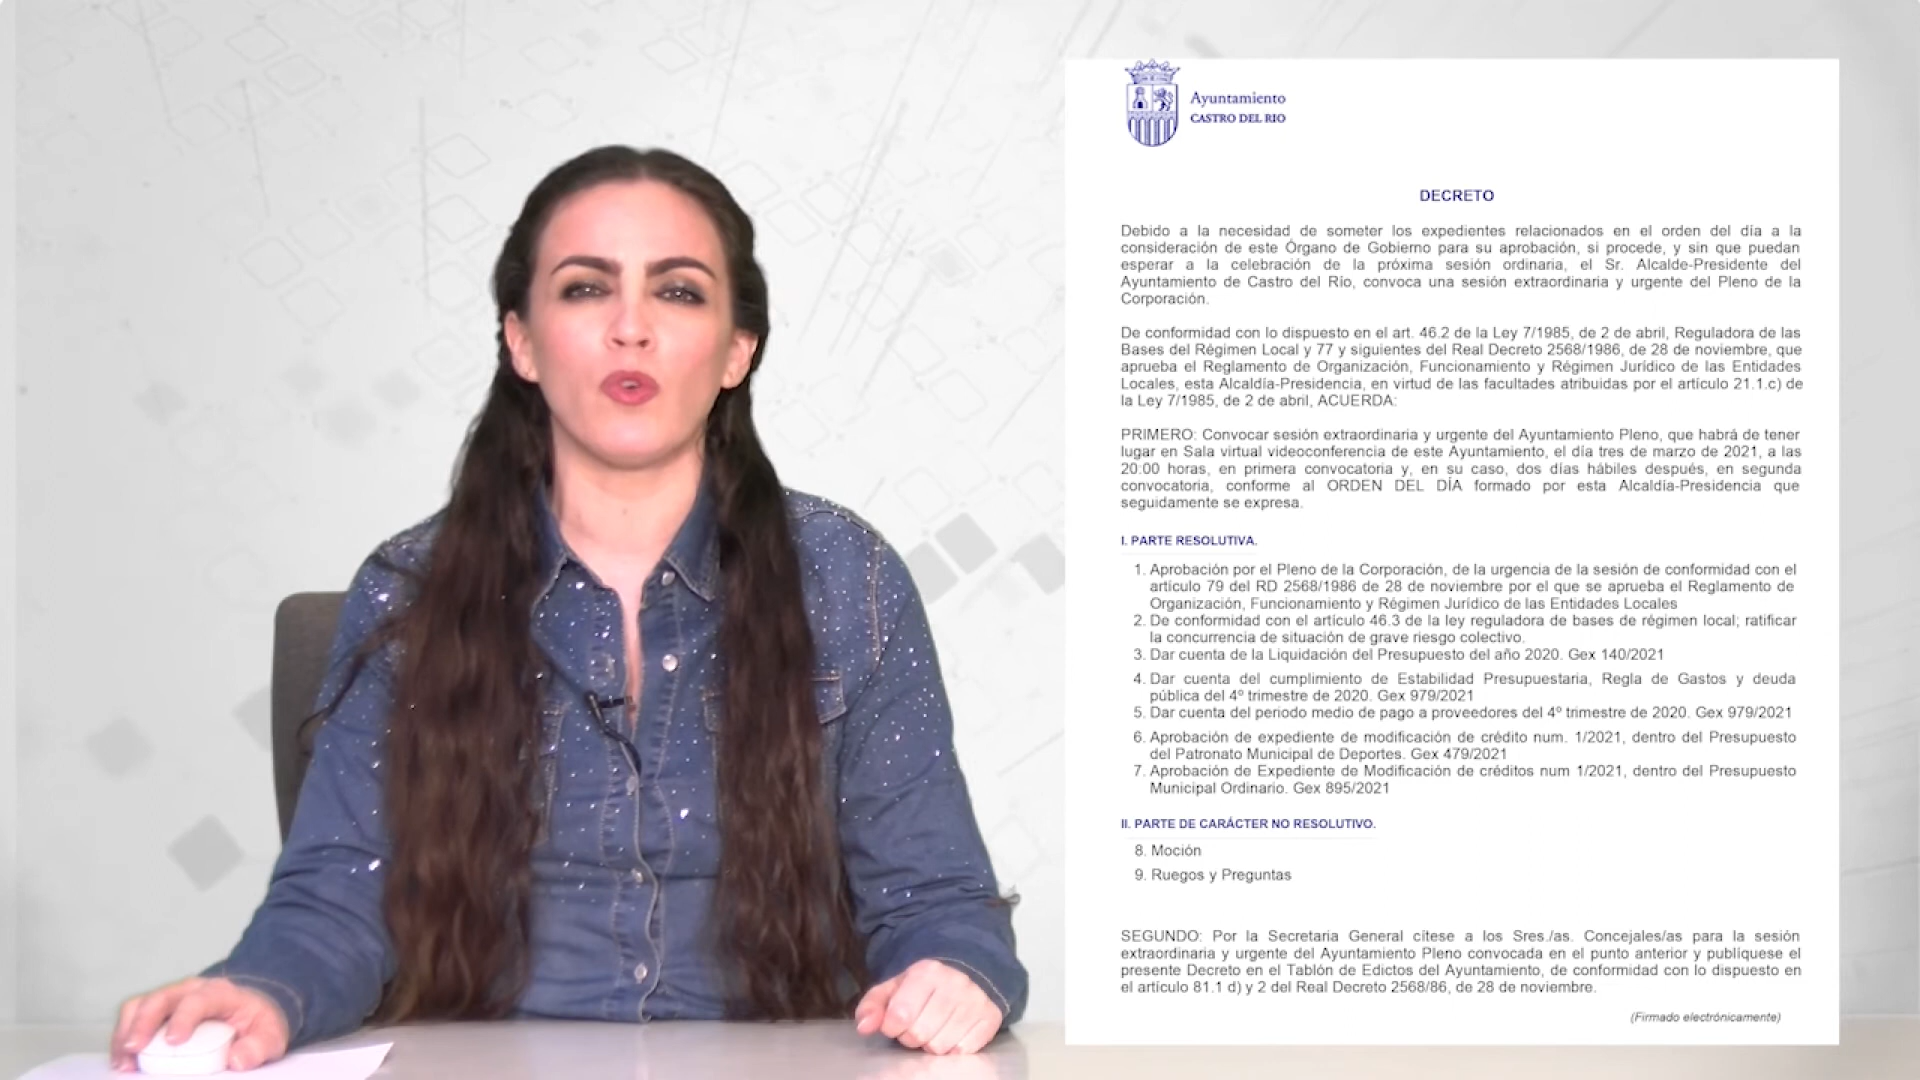 Ayuntamiento
CASTRO DEL RIO
DECRETO
Debido a la necesidad de someter los expedientes relacionados en el orden del día a la
consideración de este Órgano de Gobierno para su aprobación, si procede, y sin que puedan
esperar a la celebración de la próxima sesión ordinaria, el Sr. Alcalde-Presidente del
Ayuntamiento de Castro del Río, convoca una sesión extraordinaria y urgente del Pleno de la
Corporación.
De conformidad con lo dispuesto en el art. 46.2 de la Ley 7/1985, de 2 de abril, Reguladora de las
Bases del Régimen Local y 77 y siguientes del Real Decreto 2568/1986, de 28 de noviembre, que
aprueba el Reglamento de Organización, Funcionamiento y Régimen Jurídico de las Entidades
Locales, esta Alcaldía-Presidencia, en virtud de las facultades atribuidas por el artículo 21.1.c) de
la Ley 7/1985, de 2 de abril, ACUERDA:
PRIMERO: Convocar sesión extraordinaria y urgente del Ayuntamiento Pleno, que habrá de tener
lugar en Sala virtual videoconferencia de este Ayuntamiento, el día tres de marzo de 2021, a las
20:00 horas, en primera convocatoria y, en su caso, dos días hábiles después, en segunda
convocatoria, conforme al ORDEN DEL DÍA formado por esta Alcaldía-Presidencia que
seguidamente se expresa.
I. PARTE RESOLUTIVA.
1. Aprobación por el Pleno de la Corporación, de la urgencia de la sesión de conformidad con el
artículo 79 del RD 2568/1986 de 28 de noviembre por el que se aprueba el Reglamento de
Organización, Funcionamiento y Régimen Jurídico de las Entidades Locales
2. De conformidad con el artículo 46.3 de la ley reguladora de bases de régimen local; ratificar
la concurrencia de situación de grave riesgo colectivo.
3. Dar cuenta de la Liquidación del Presupuesto del año 2020. Gex 140/2021
4. Dar cuenta del cumplimiento de Estabilidad Presupuestaria, Regla de Gastos y deuda
pública del 4º trimestre de 2020. Gex 979/2021
5. Dar cuenta del periodo medio de pago a proveedores del 4º trimestre de 2020. Gex 979/2021
6. Aprobación de expediente de modificación de crédito num. 1/2021, dentro del Presupuesto
del Patronato Municipal de Deportes. Gex 479/2021
7. Aprobación de Expediente de Modificación de créditos num 1/2021, dentro del Presupuesto
Municipal Ordinario. Gex 895/2021
II. PARTE DE CARÁCTER NO RESOLUTIVO.
8. Moción
9. Ruegos y Preguntas
SEGUNDO: Por la Secretaria General cítese a los Sres./as. Concejales/as para la sesión
extraordinaria y urgente del Ayuntamiento Pleno convocada en el punto anterior y publíquese el
presente Decreto en el Tablón de Edictos del Ayuntamiento, de conformidad con lo dispuesto en
el artículo 81.1 d) y 2 del Real Decreto 2568/86, de 28 de noviembre.
(Firmado electrónicamente)